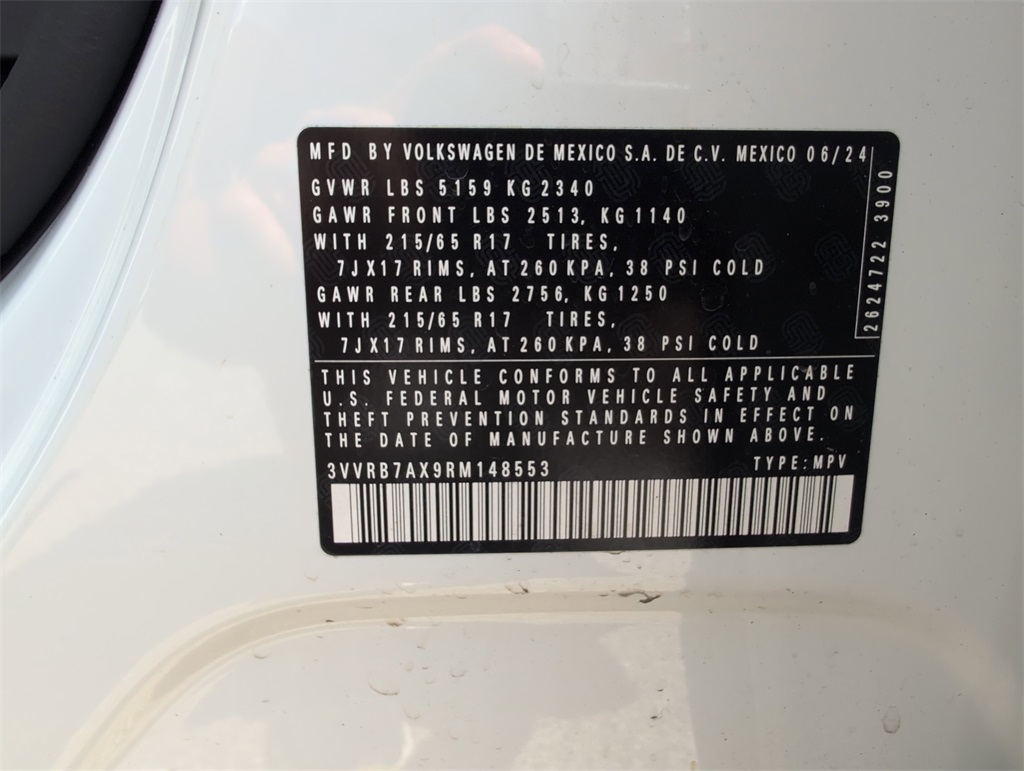 MFD BY VOLKSWAGEN DE MEXICO S.A. DE C.V. MEXICO 06/24
GVWR LBS 5159 KG 2340
GAWR FRONT LBS 2513, KG 1140
WITH 215/65 R17 TIRES,
7JX17 RIMS, AT 260 KPA, 38 PSI COLD
GAWR REAR LBS 2756, KG 1250
WITH 215/65 R17 TIRES,
7JX17 RIMS, AT 260 KPA, 38 PSI COLD
2624722 3900
THIS VEHICLE CONFORMS TO ALL APPLICABLE
U.S. FEDERAL MOTOR VEHICLE SAFETY AND
THEFT PREVENTION STANDARDS IN EFFECT ON
THE DATE OF MANUFACTURE SHOWN ABOVE.
3VVRB7AX9RM148553 TYPE: MPV